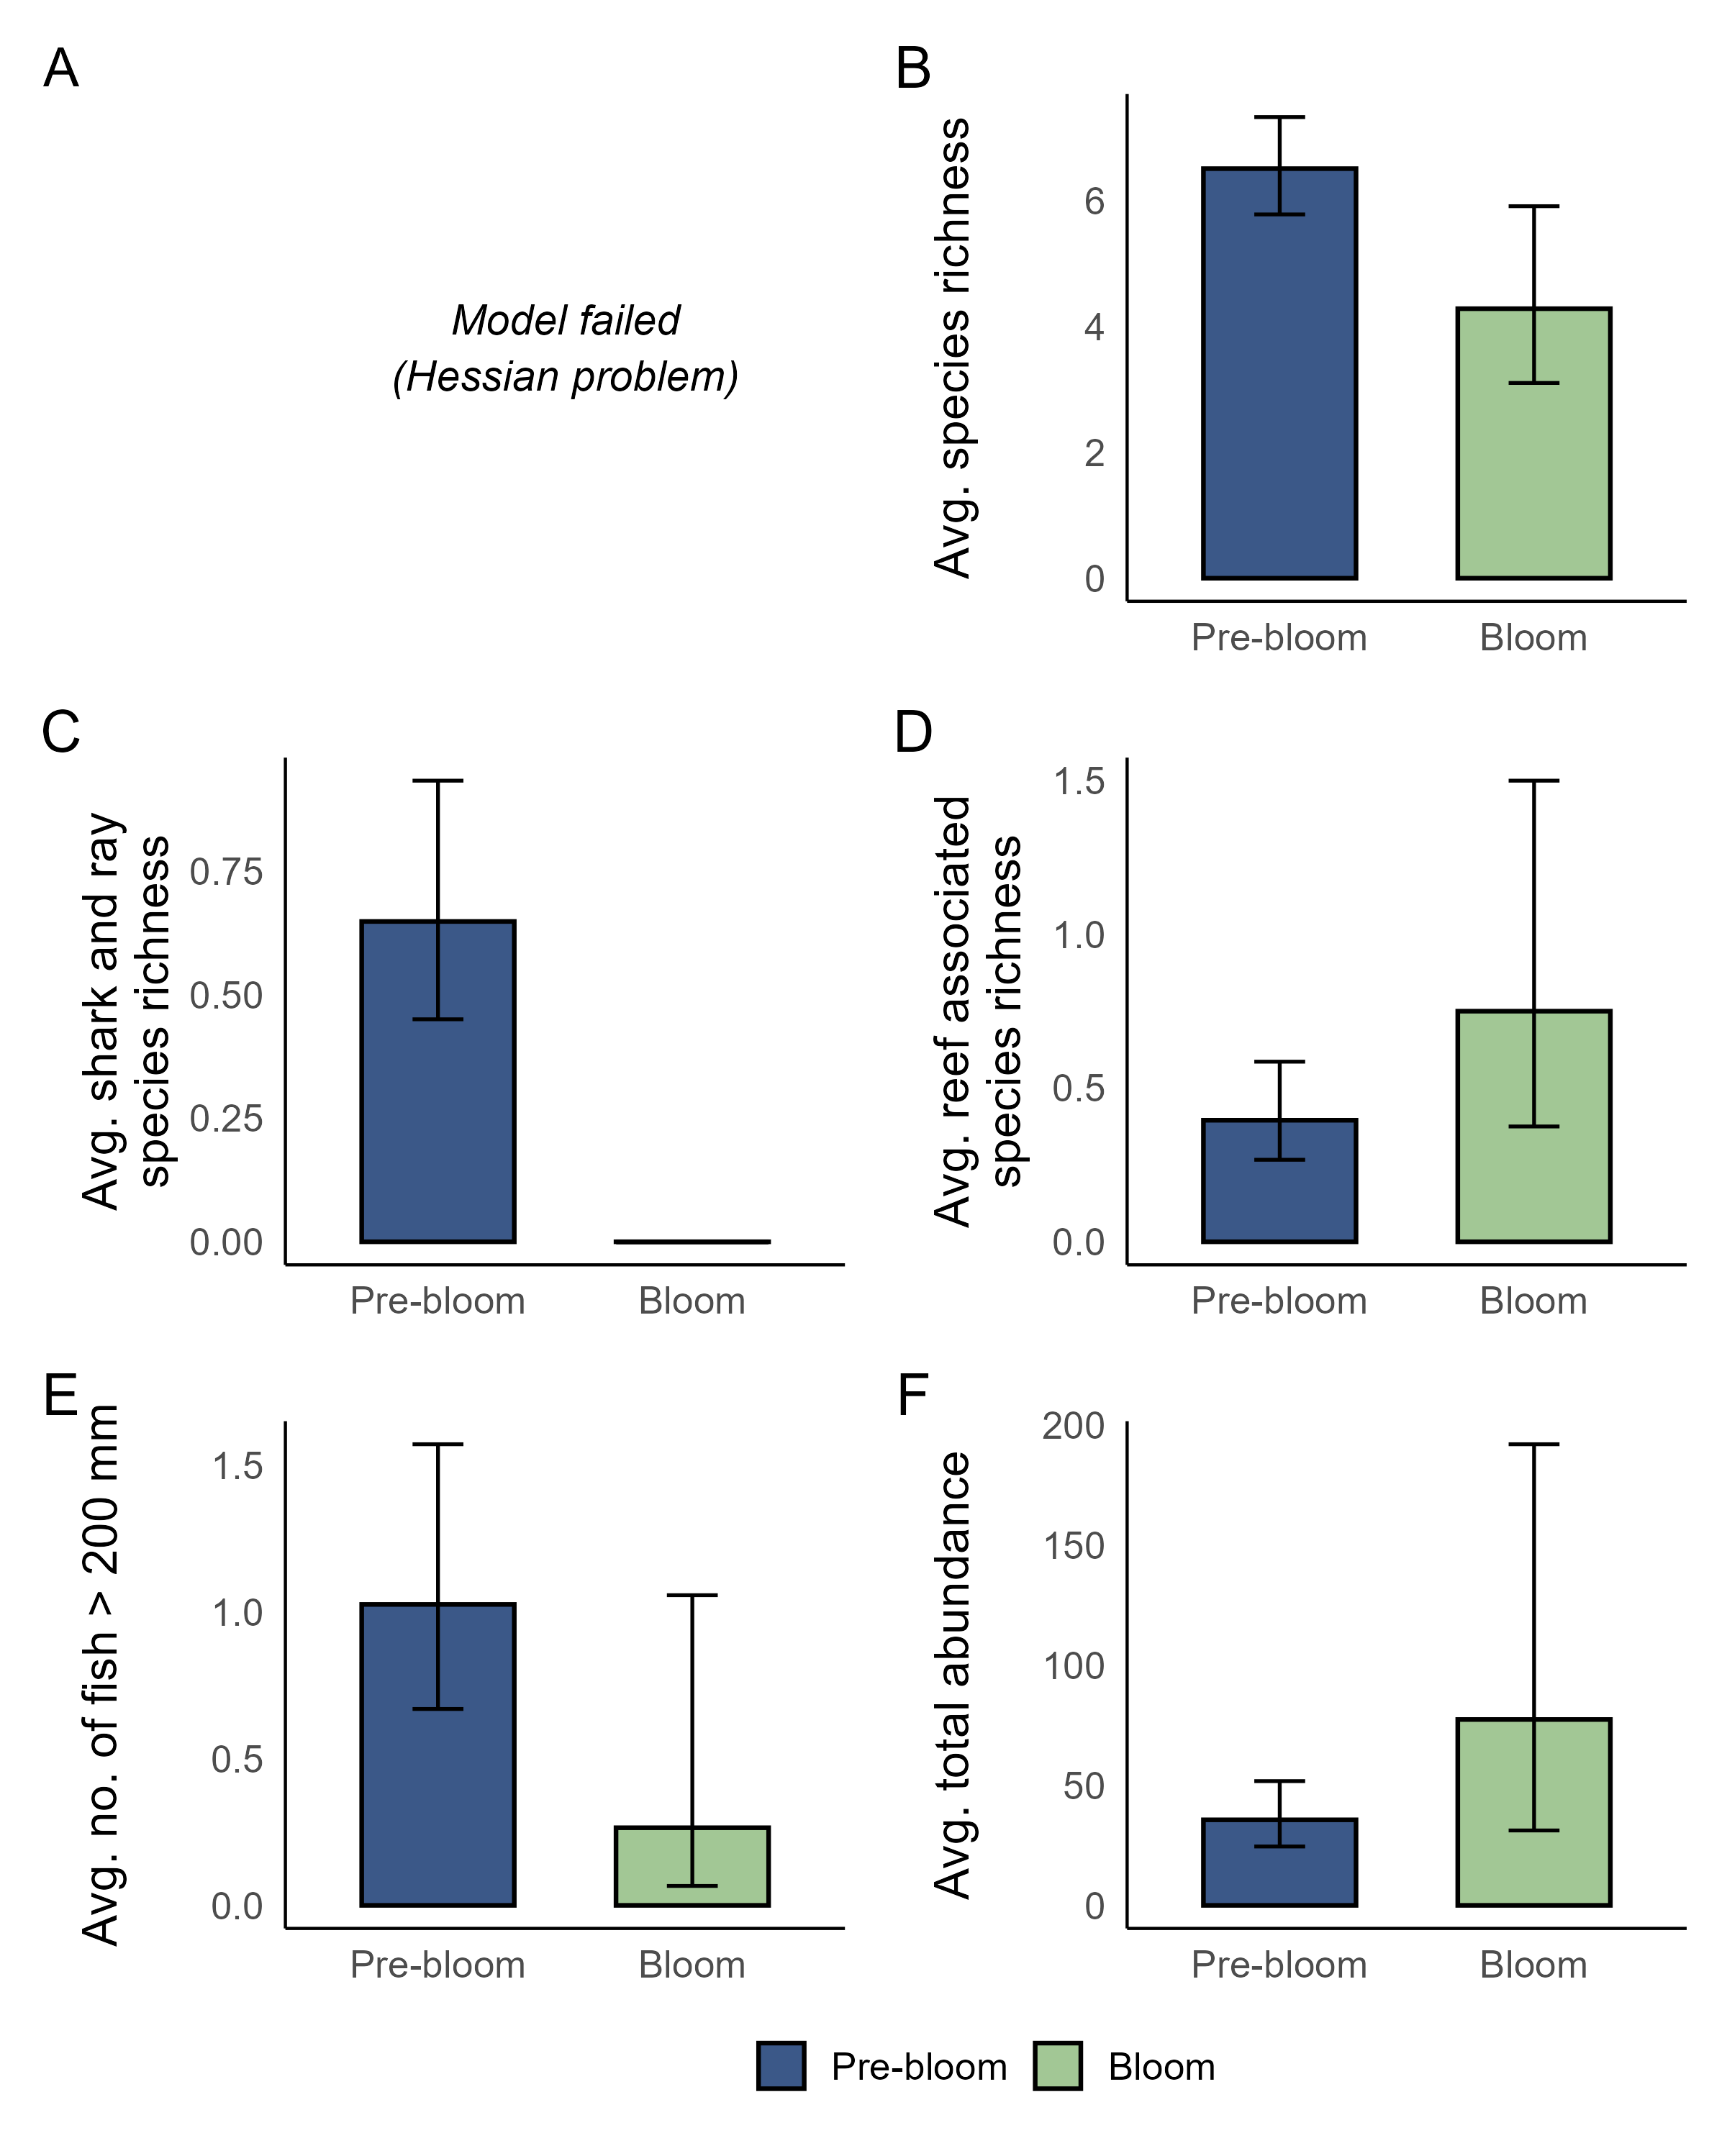 A
Model failed
(Hessian problem)
B
Avg. species richness
6
4
2
0
Pre-bloom
Bloom
C
Avg. shark and ray
species richness
0.75
0.50
0.25
0.00
Pre-bloom
Bloom
D
Avg. reef associated
species richness
1.5
1.0
0.5
0.0
Pre-bloom
Bloom
E
Avg. no. of fish > 200 mm
1.5
1.0
0.5
0.0
Pre-bloom
Bloom
F
Avg. total abundance
200
150
100
50
0
Pre-bloom
Bloom
Pre-bloom
Bloom